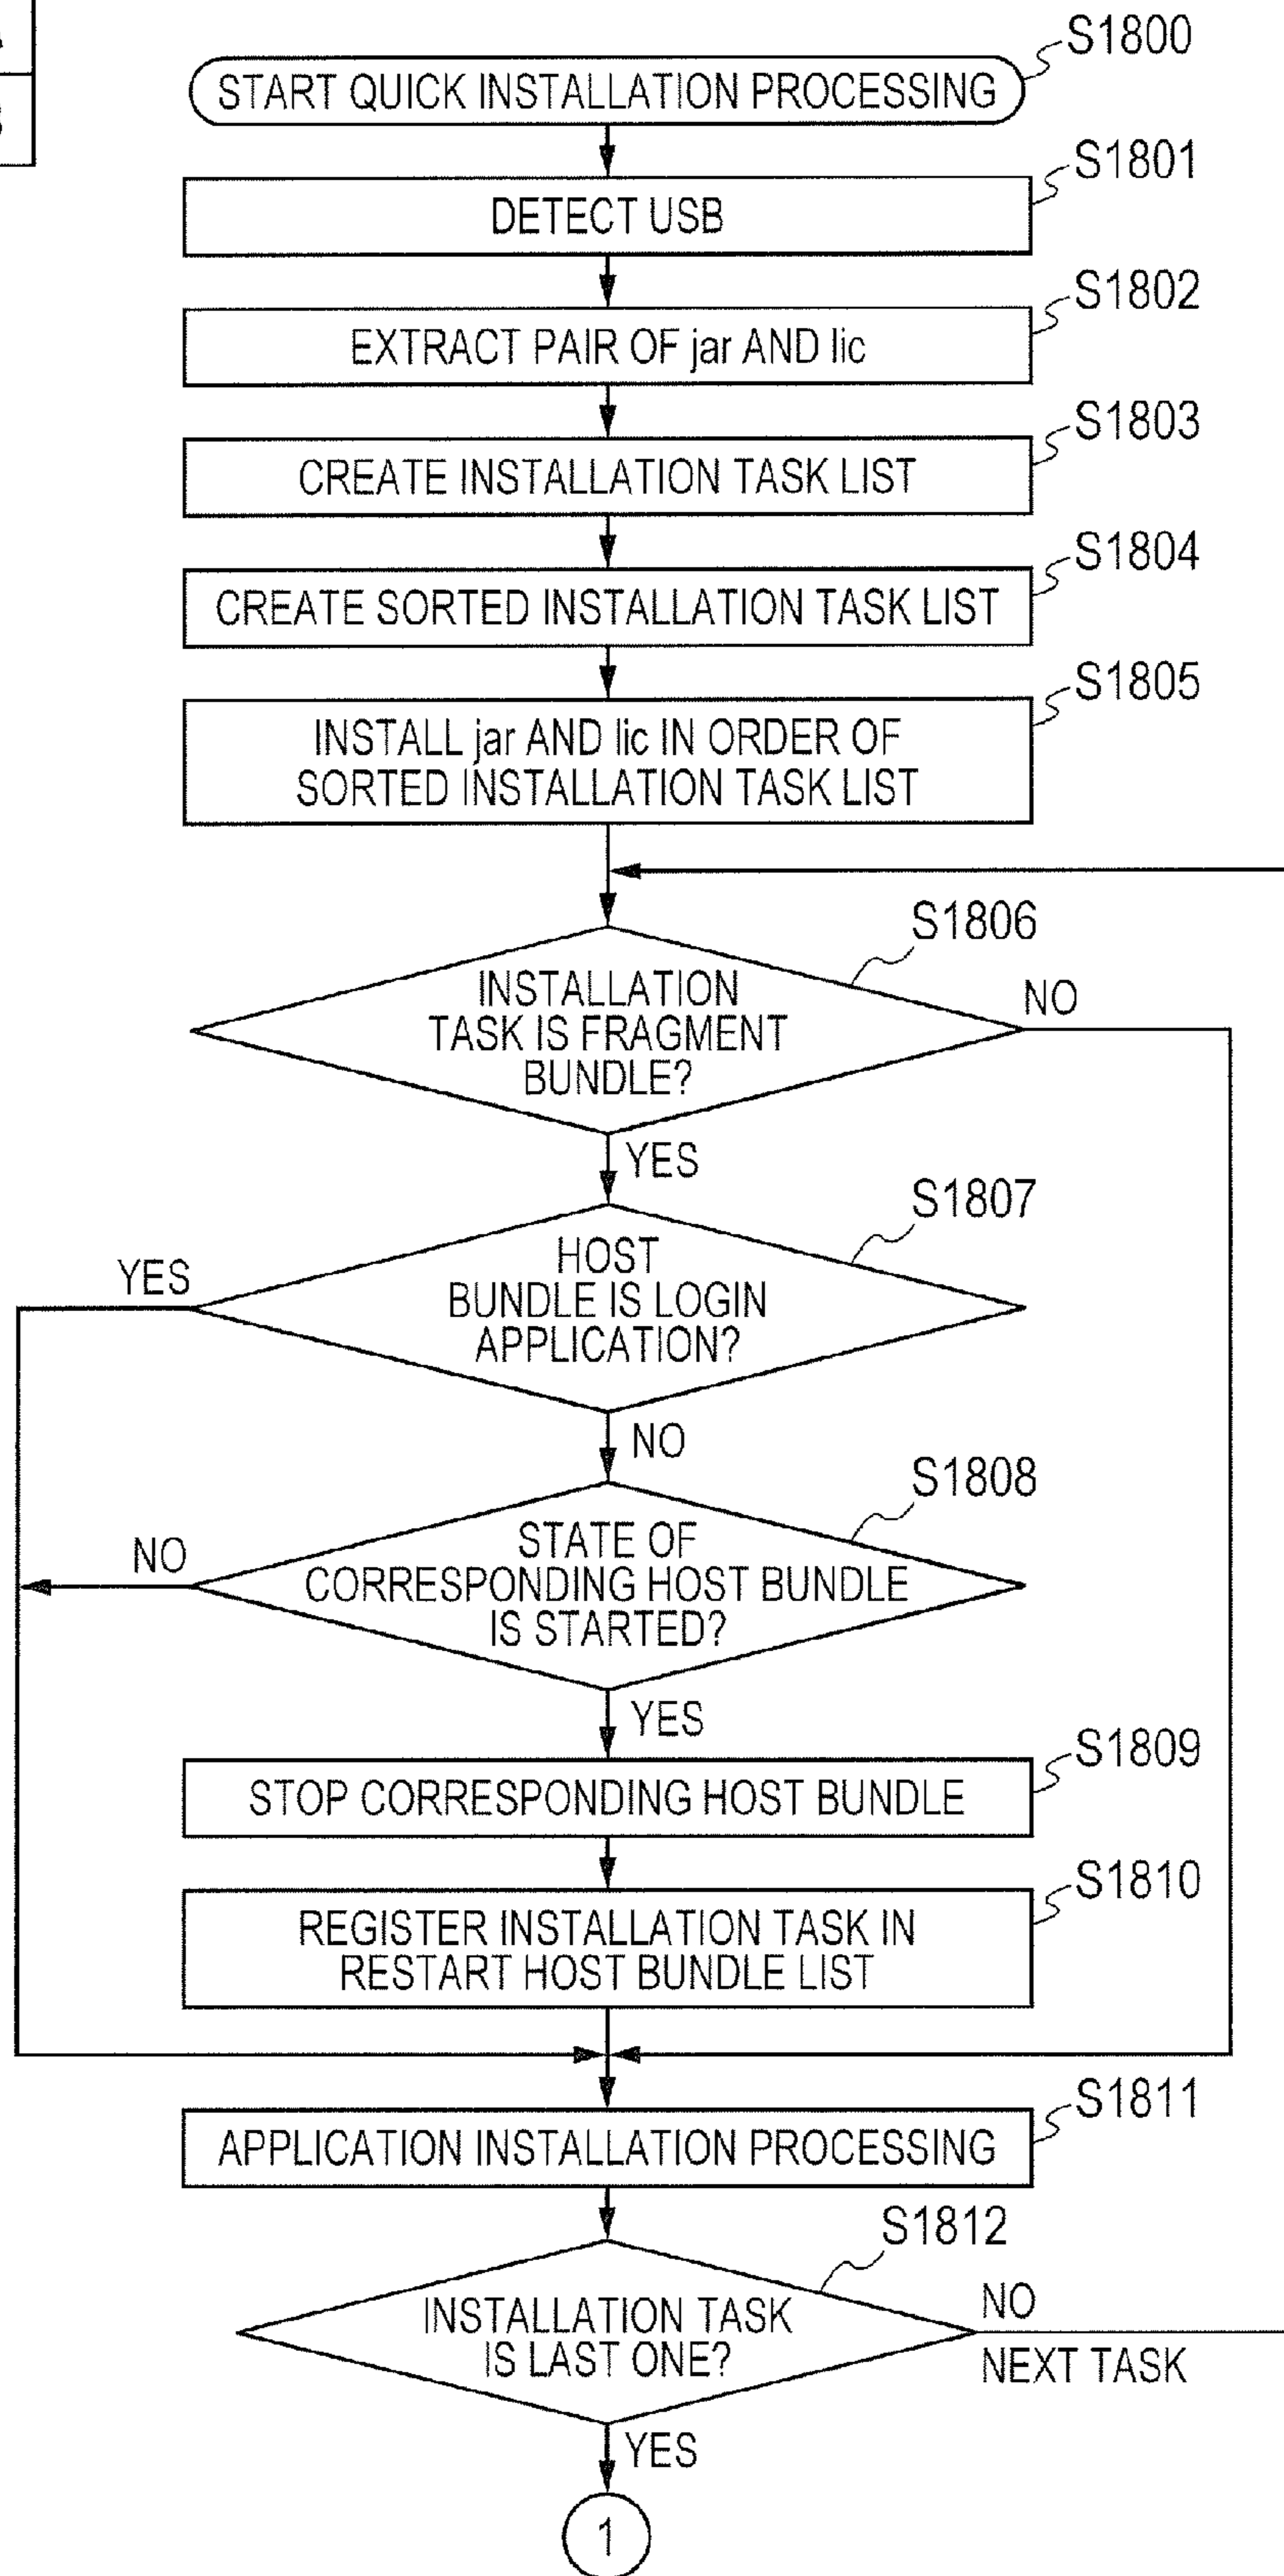 S1800
START QUICK INSTALLATION PROCESSING
S1801
DETECT USB
S1802
EXTRACT PAIR OF jar AND lic
S1803
CREATE INSTALLATION TASK LIST
S1804
CREATE SORTED INSTALLATION TASK LIST
S1805
INSTALL jar AND lic IN ORDER OF
SORTED INSTALLATION TASK LIST
S1806
INSTALLATION
TASK IS FRAGMENT
BUNDLE?
NO
YES
S1807
HOST
BUNDLE IS LOGIN
APPLICATION?
YES
NO
S1808
STATE OF
CORRESPONDING HOST BUNDLE
IS STARTED?
NO
YES
S1809
STOP CORRESPONDING HOST BUNDLE
S1810
REGISTER INSTALLATION TASK IN
RESTART HOST BUNDLE LIST
S1811
APPLICATION INSTALLATION PROCESSING
S1812
INSTALLATION TASK
IS LAST ONE?
NO
NEXT TASK
YES
1